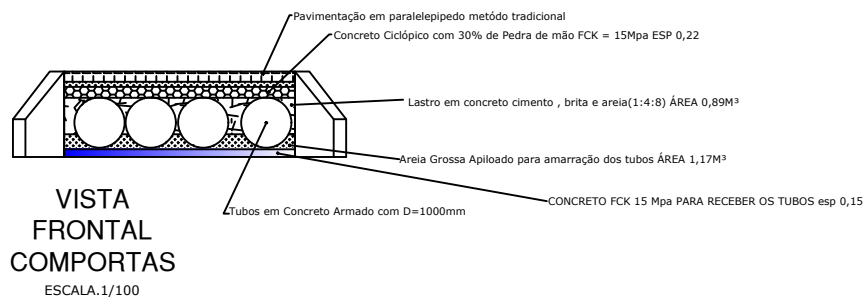 Pavimentação em paralelepipedo metódo tradicional
Concreto Ciclópico com 30% de Pedra de mão FCK = 15Mpa ESP 0,22
Lastro em concreto cimento , brita e areia(1:4:8) ÁREA 0,89M³
Areia Grossa Apiloado para amarração dos tubos ÁREA 1,17M³
CONCRETO FCK 15 Mpa PARA RECEBER OS TUBOS esp 0,15
Tubos em Concreto Armado com D=1000mm
VISTA
FRONTAL
COMPORTAS
ESCALA.1/100